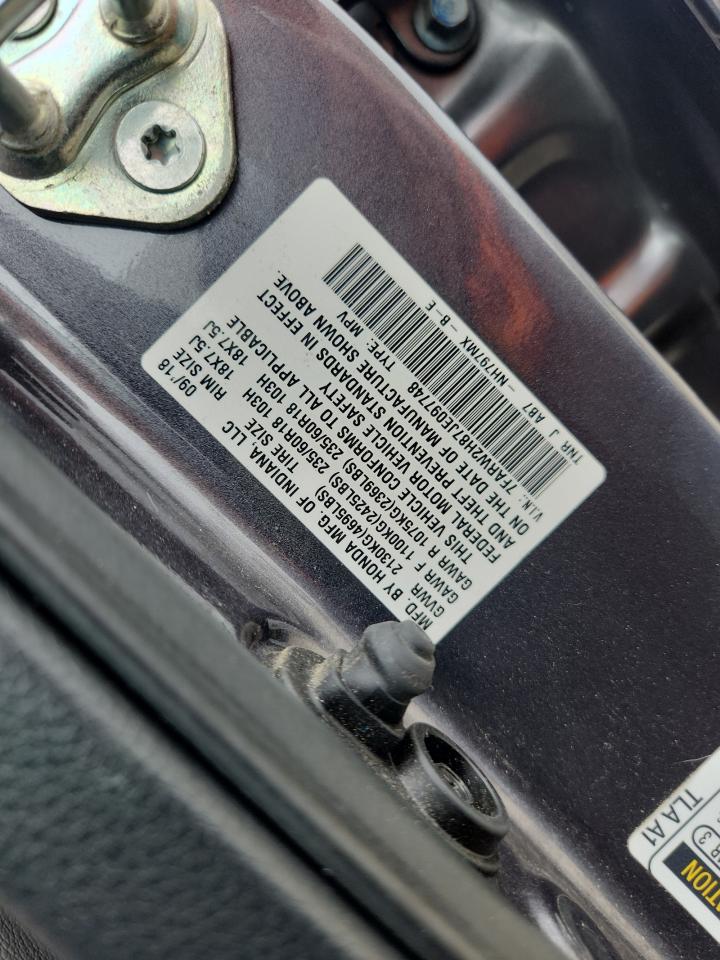 MFD. BY HONDA MFG. OF INDIANA, LLC 09/'18
GVWR 2130KG(4695LBS) TIRE SIZE RIM SIZE
GAWR F 1100KG(2425LBS) 235/60R18 103H 18X7.5J
GAWR R 1075KG(2369LBS) 235/60R18 103H 18X7.5J
THIS VEHICLE CONFORMS TO ALL APPLICABLE
FEDERAL MOTOR VEHICLE SAFETY
AND THEFT PREVENTION STANDARDS IN EFFECT
ON THE DATE OF MANUFACTURE SHOWN ABOVE.
V.I.N: 7FARW2H87JE097748 TYPE: MPV
TNR J AB7 -NH797MX -B-E
TLA A1